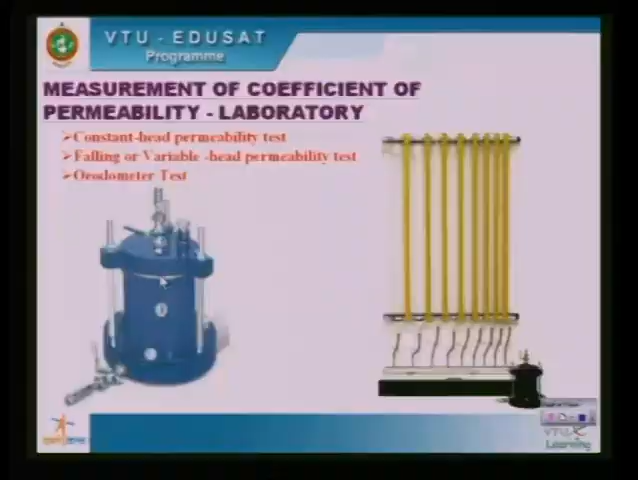 VTU - EDUSAT
Programme
MEASUREMENT OF COEFFICIENT OF
PERMEABILITY - LABORATORY
➢Constant-head permeability test
➢Falling or Variable -head permeability test
➢Oeodometer Test
VTU
Learning